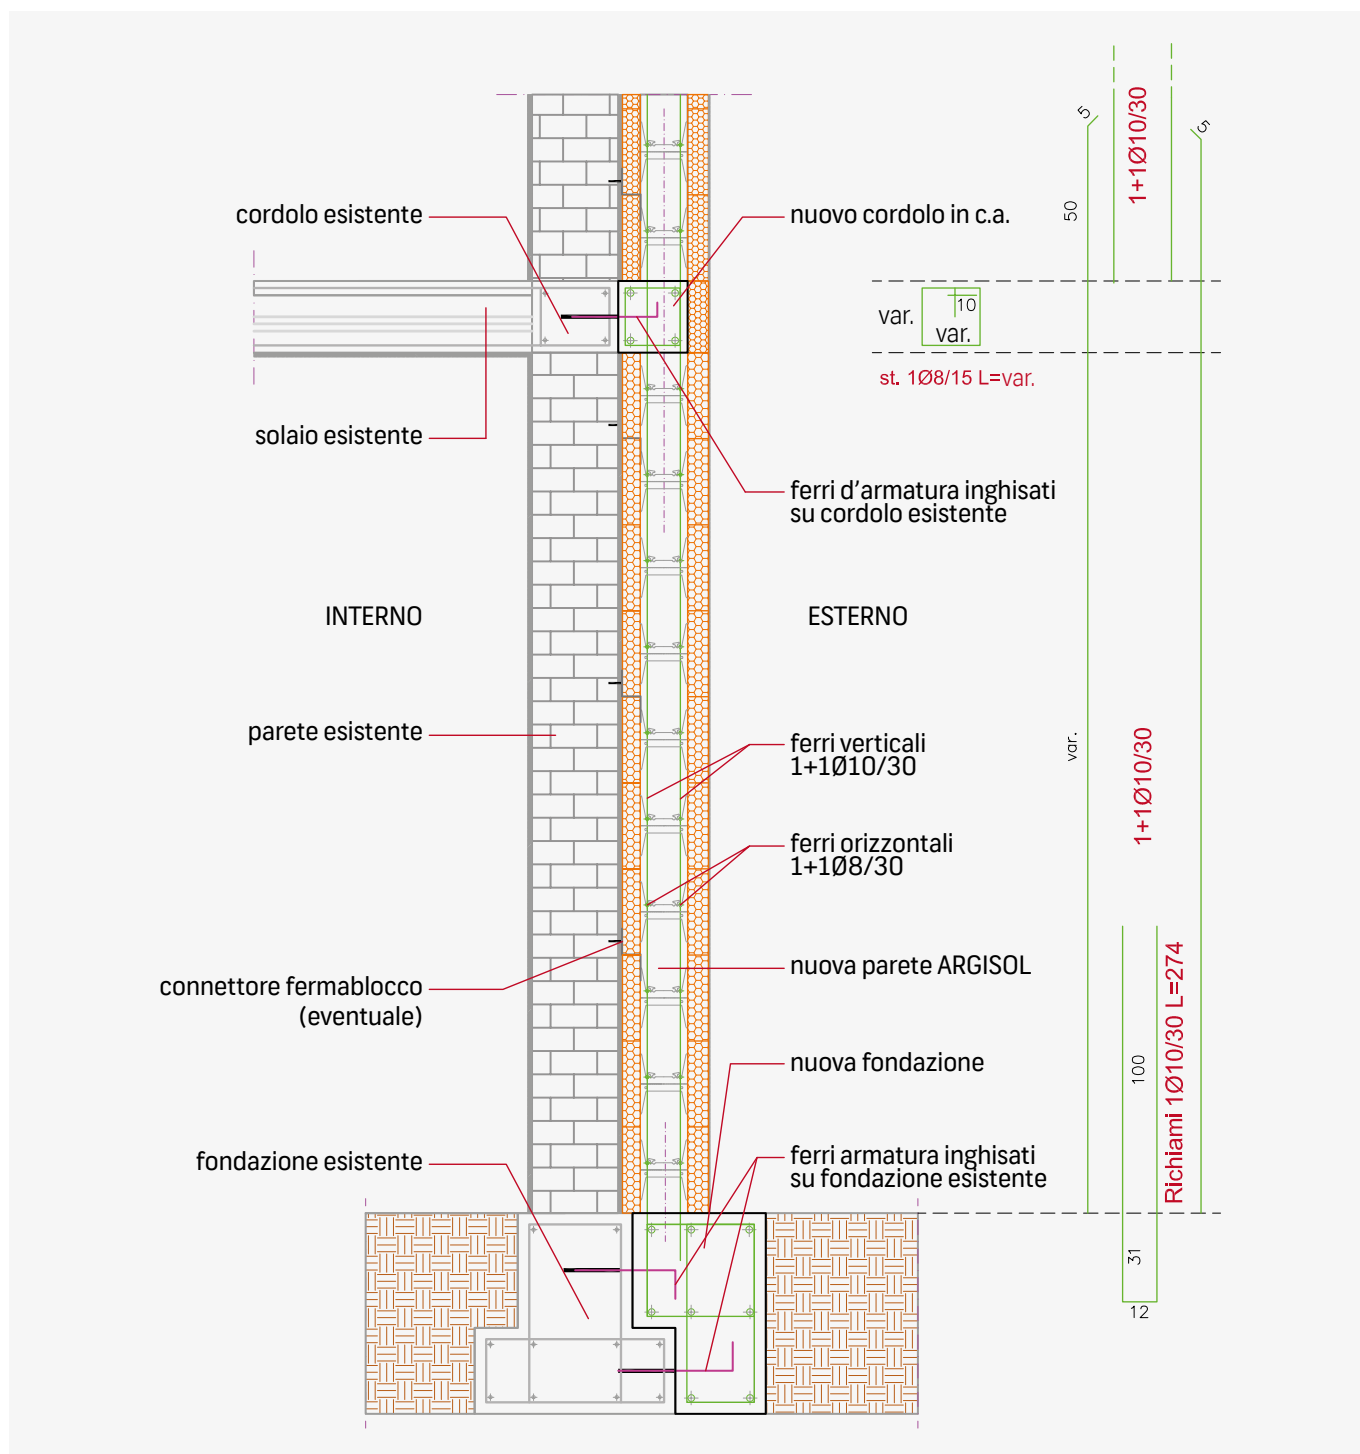 cordolo esistente
nuovo cordolo in c.a.
solaio esistente
ferri d’armatura inghisati
su cordolo esistente
INTERNO
ESTERNO
parete esistente
ferri verticali
1+1Ø10/30
ferri orizzontali
1+1Ø8/30
connettore fermablocco
(eventuale)
nuova parete ARGISOL
nuova fondazione
fondazione esistente
ferri armatura inghisati
su fondazione esistente
5
1+1Ø10/30
5
50
var.
10
var.
st. 1Ø8/15 L=var.
var.
1+1Ø10/30
100
Richiami 1Ø10/30 L=274
31
12